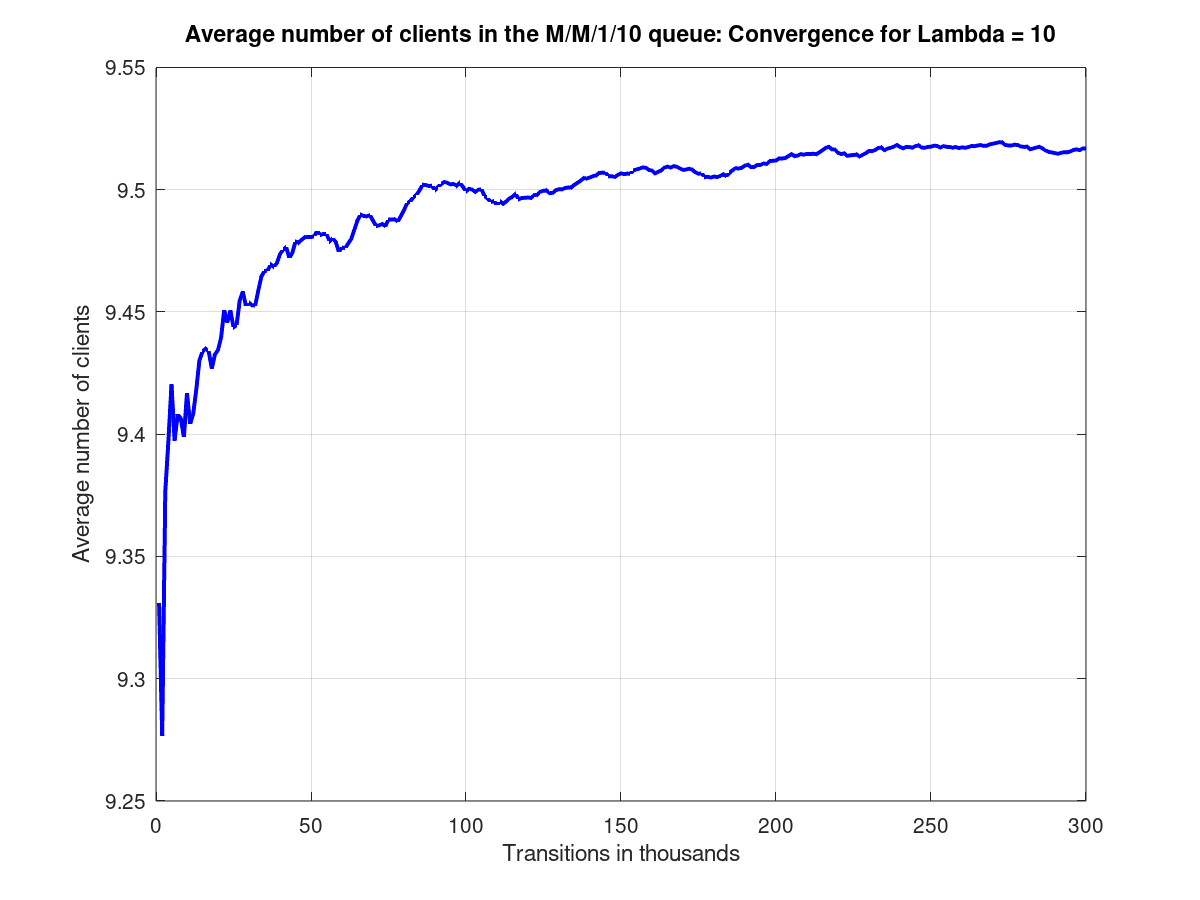 Average number of clients in the M/M/1/10 queue: Convergence for Lambda = 10
9.55
9.5
9.45
9.4
9.35
9.3
9.25
Average number of clients
0 50 100 150 200 250 300
Transitions in thousands